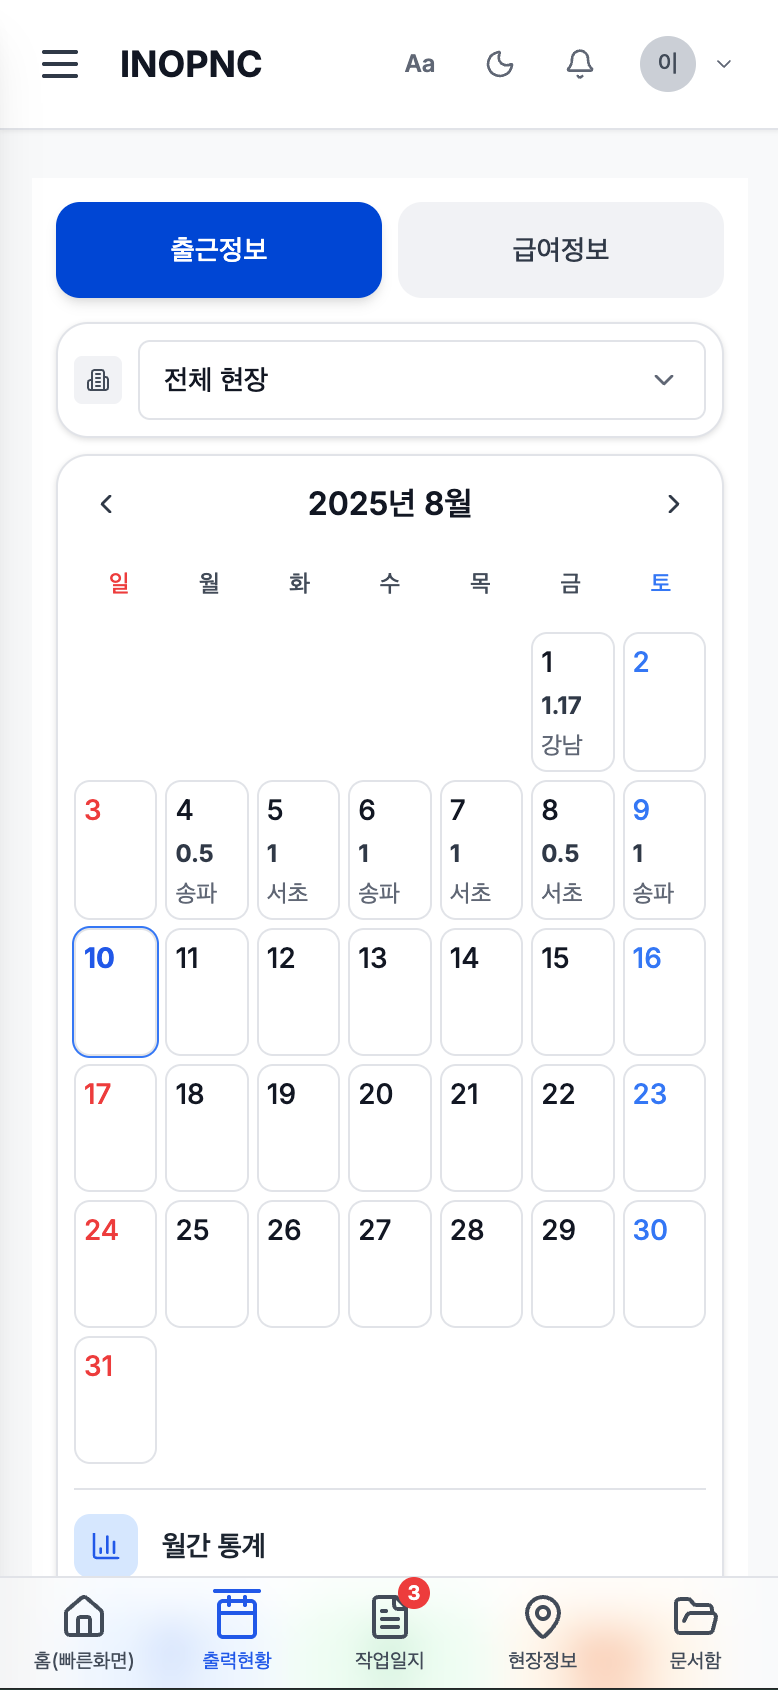 INOPNC Aa 이
출근정보 급여정보
전체 현장
2025년 8월
일 월 화 수 목 금 토
1 2
1.17
강남
3 4 5 6 7 8 9
0.5 1 1 1 0.5 1
송파 서초 송파 서초 서초 송파
10 11 12 13 14 15 16
17 18 19 20 21 22 23
24 25 26 27 28 29 30
31
월간 통계
3
홈(빠른화면) 출력현황 작업일지 현장정보 문서함